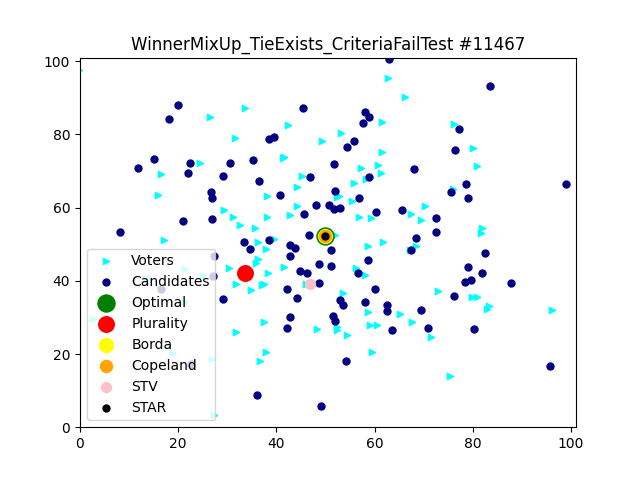 WinnerMixUp_TieExists_CriteriaFailTest #11467
100
80
60
40
20
0
0
20
40
60
80
100
Voters
Candidates
Optimal
Plurality
Borda
Copeland
STV
STAR